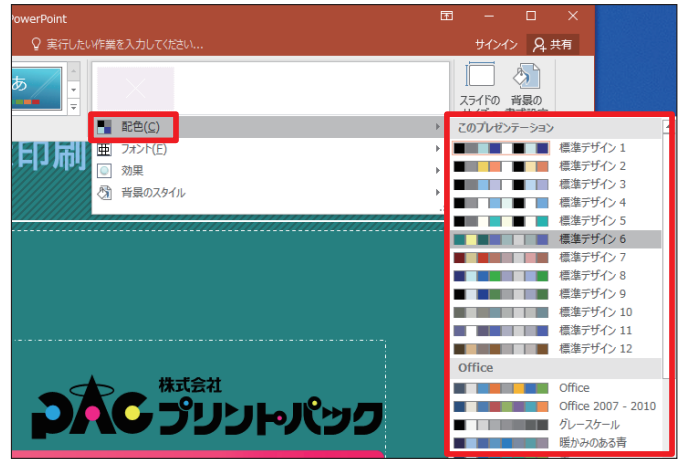 PowerPoint
実行したい作業を入力してください...
サインイン
共有
あ
スライドの
背景の
配色(C)
フォント(F)
効果
背景のスタイル
印刷
このプレゼンテーション
標準デザイン 1
標準デザイン 2
標準デザイン 3
標準デザイン 4
標準デザイン 5
標準デザイン 6
標準デザイン 7
標準デザイン 8
標準デザイン 9
標準デザイン 10
標準デザイン 11
標準デザイン 12
Office
Office
Office 2007 - 2010
グレースケール
暖かみのある青
株式会社
PAC プリントパック